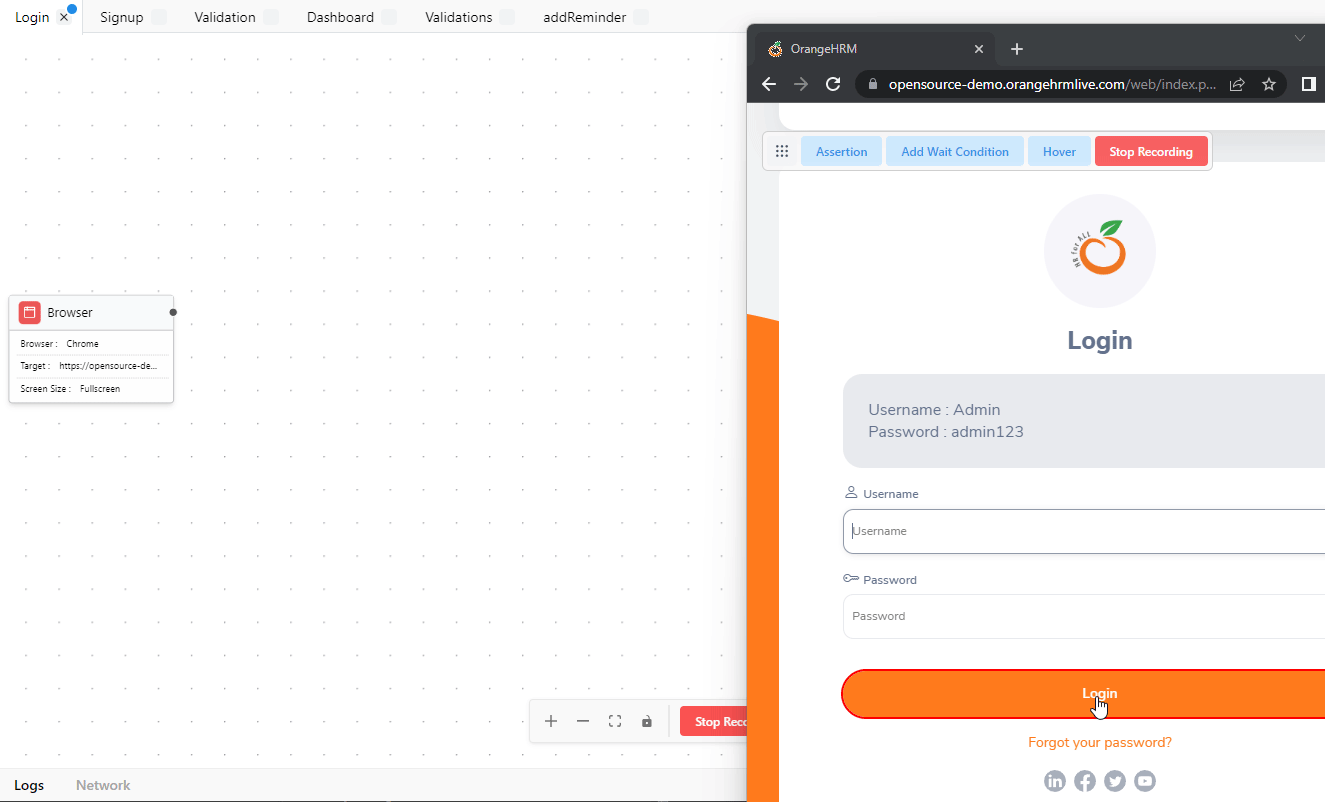 Login
Signup
Validation
Dashboard
Validations
addReminder
Browser
Browser : Chrome
Target : https://opensource-de...
Screen Size : Fullscreen
Stop Reco
Logs
Network
OrangeHRM
opensource-demo.orangehrmlive.com/web/index.p...
Assertion
Add Wait Condition
Hover
Stop Recording
HR for ALL
Login
Username : Admin
Password : admin123
Username
Username
Password
Password
Login
Forgot your password?
in